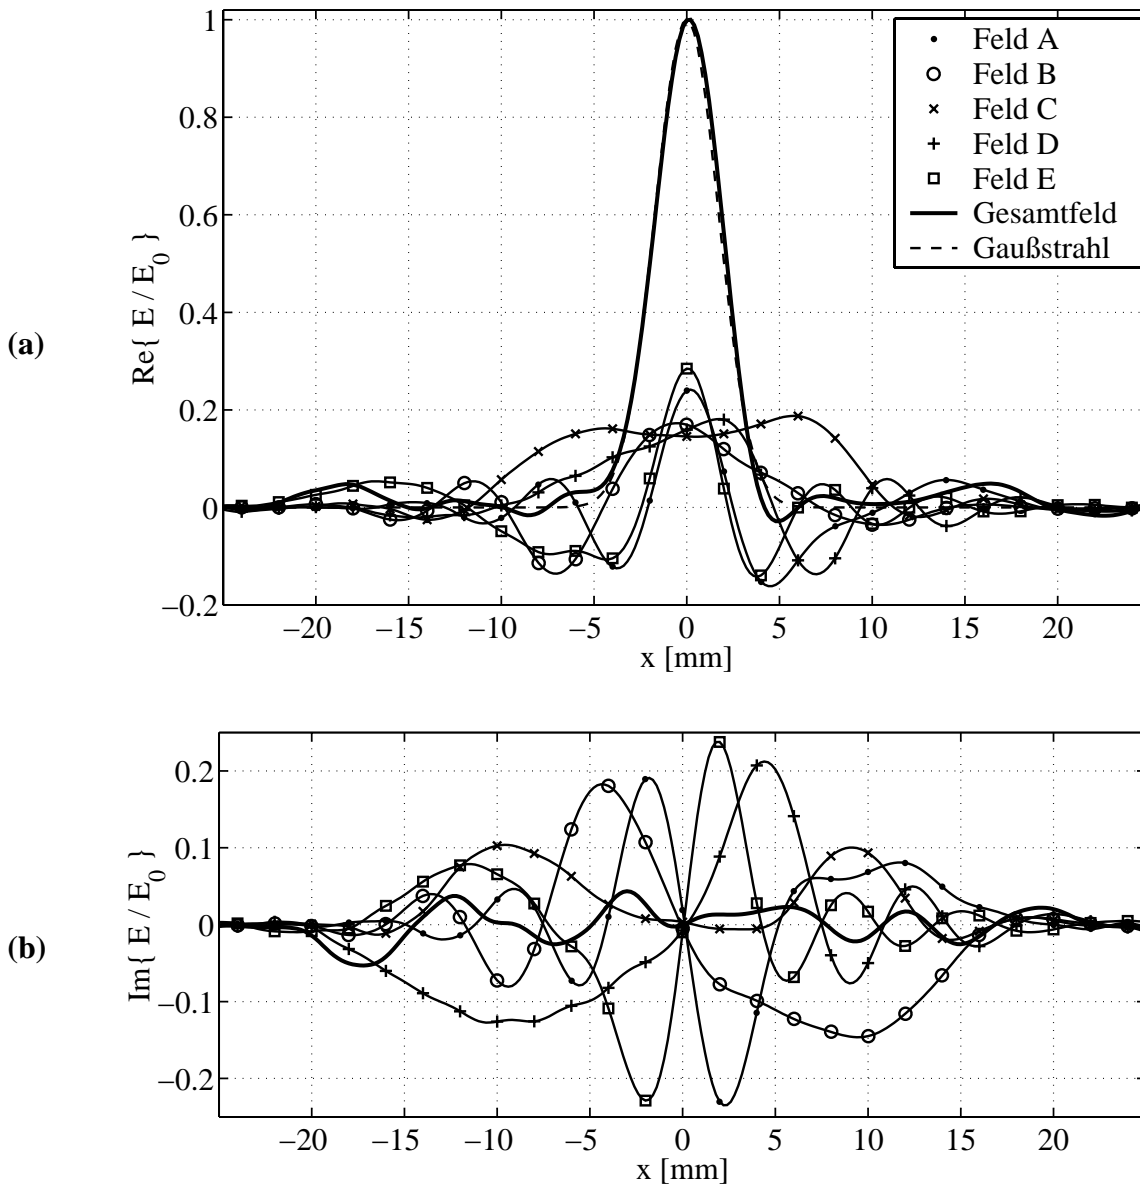 1
0.8
0.6
0.4
0.2
0
−0.2
Re{ E / E0 }
(a)
Feld A
Feld B
Feld C
Feld D
Feld E
Gesamtfeld
Gaußstrahl
−20 −15 −10 −5 0 5 10 15 20
x [mm]
0.2
0.1
0
−0.1
−0.2
Im{ E / E0 }
(b)
−20 −15 −10 −5 0 5 10 15 20
x [mm]